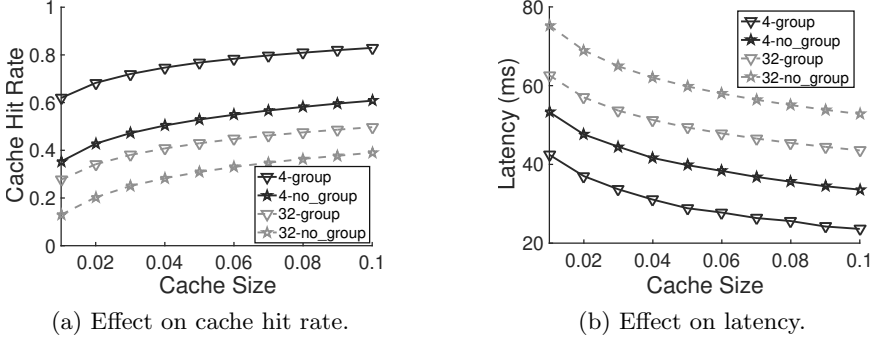 1
0.8
0.6
0.4
0.2
0
Cache Hit Rate
0.02 0.04 0.06 0.08 0.1
Cache Size
4-group
4-no_group
32-group
32-no_group
(a) Effect on cache hit rate.
80
60
40
20
Latency (ms)
0.02 0.04 0.06 0.08 0.1
Cache Size
4-group
4-no_group
32-group
32-no_group
(b) Effect on latency.